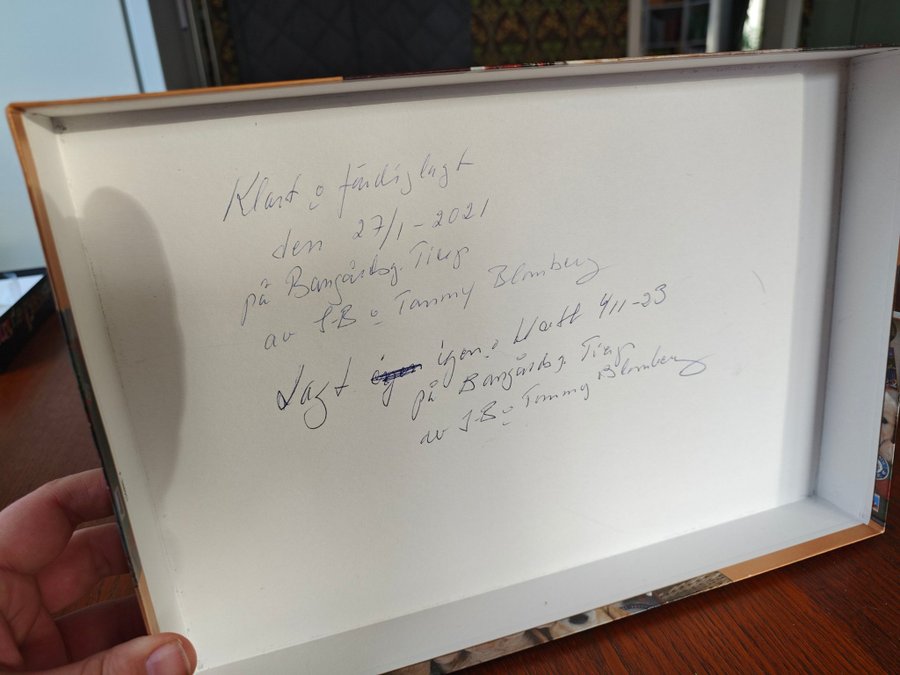 Klart o färdiglagt
den 27/1-2021
på Bangårdsg. Tierp
av J-B o Tommy Blomberg
Lagt igen o klart 4/11-23
på Bangårdsg. Tierp
av J-B o Tommy Blomberg